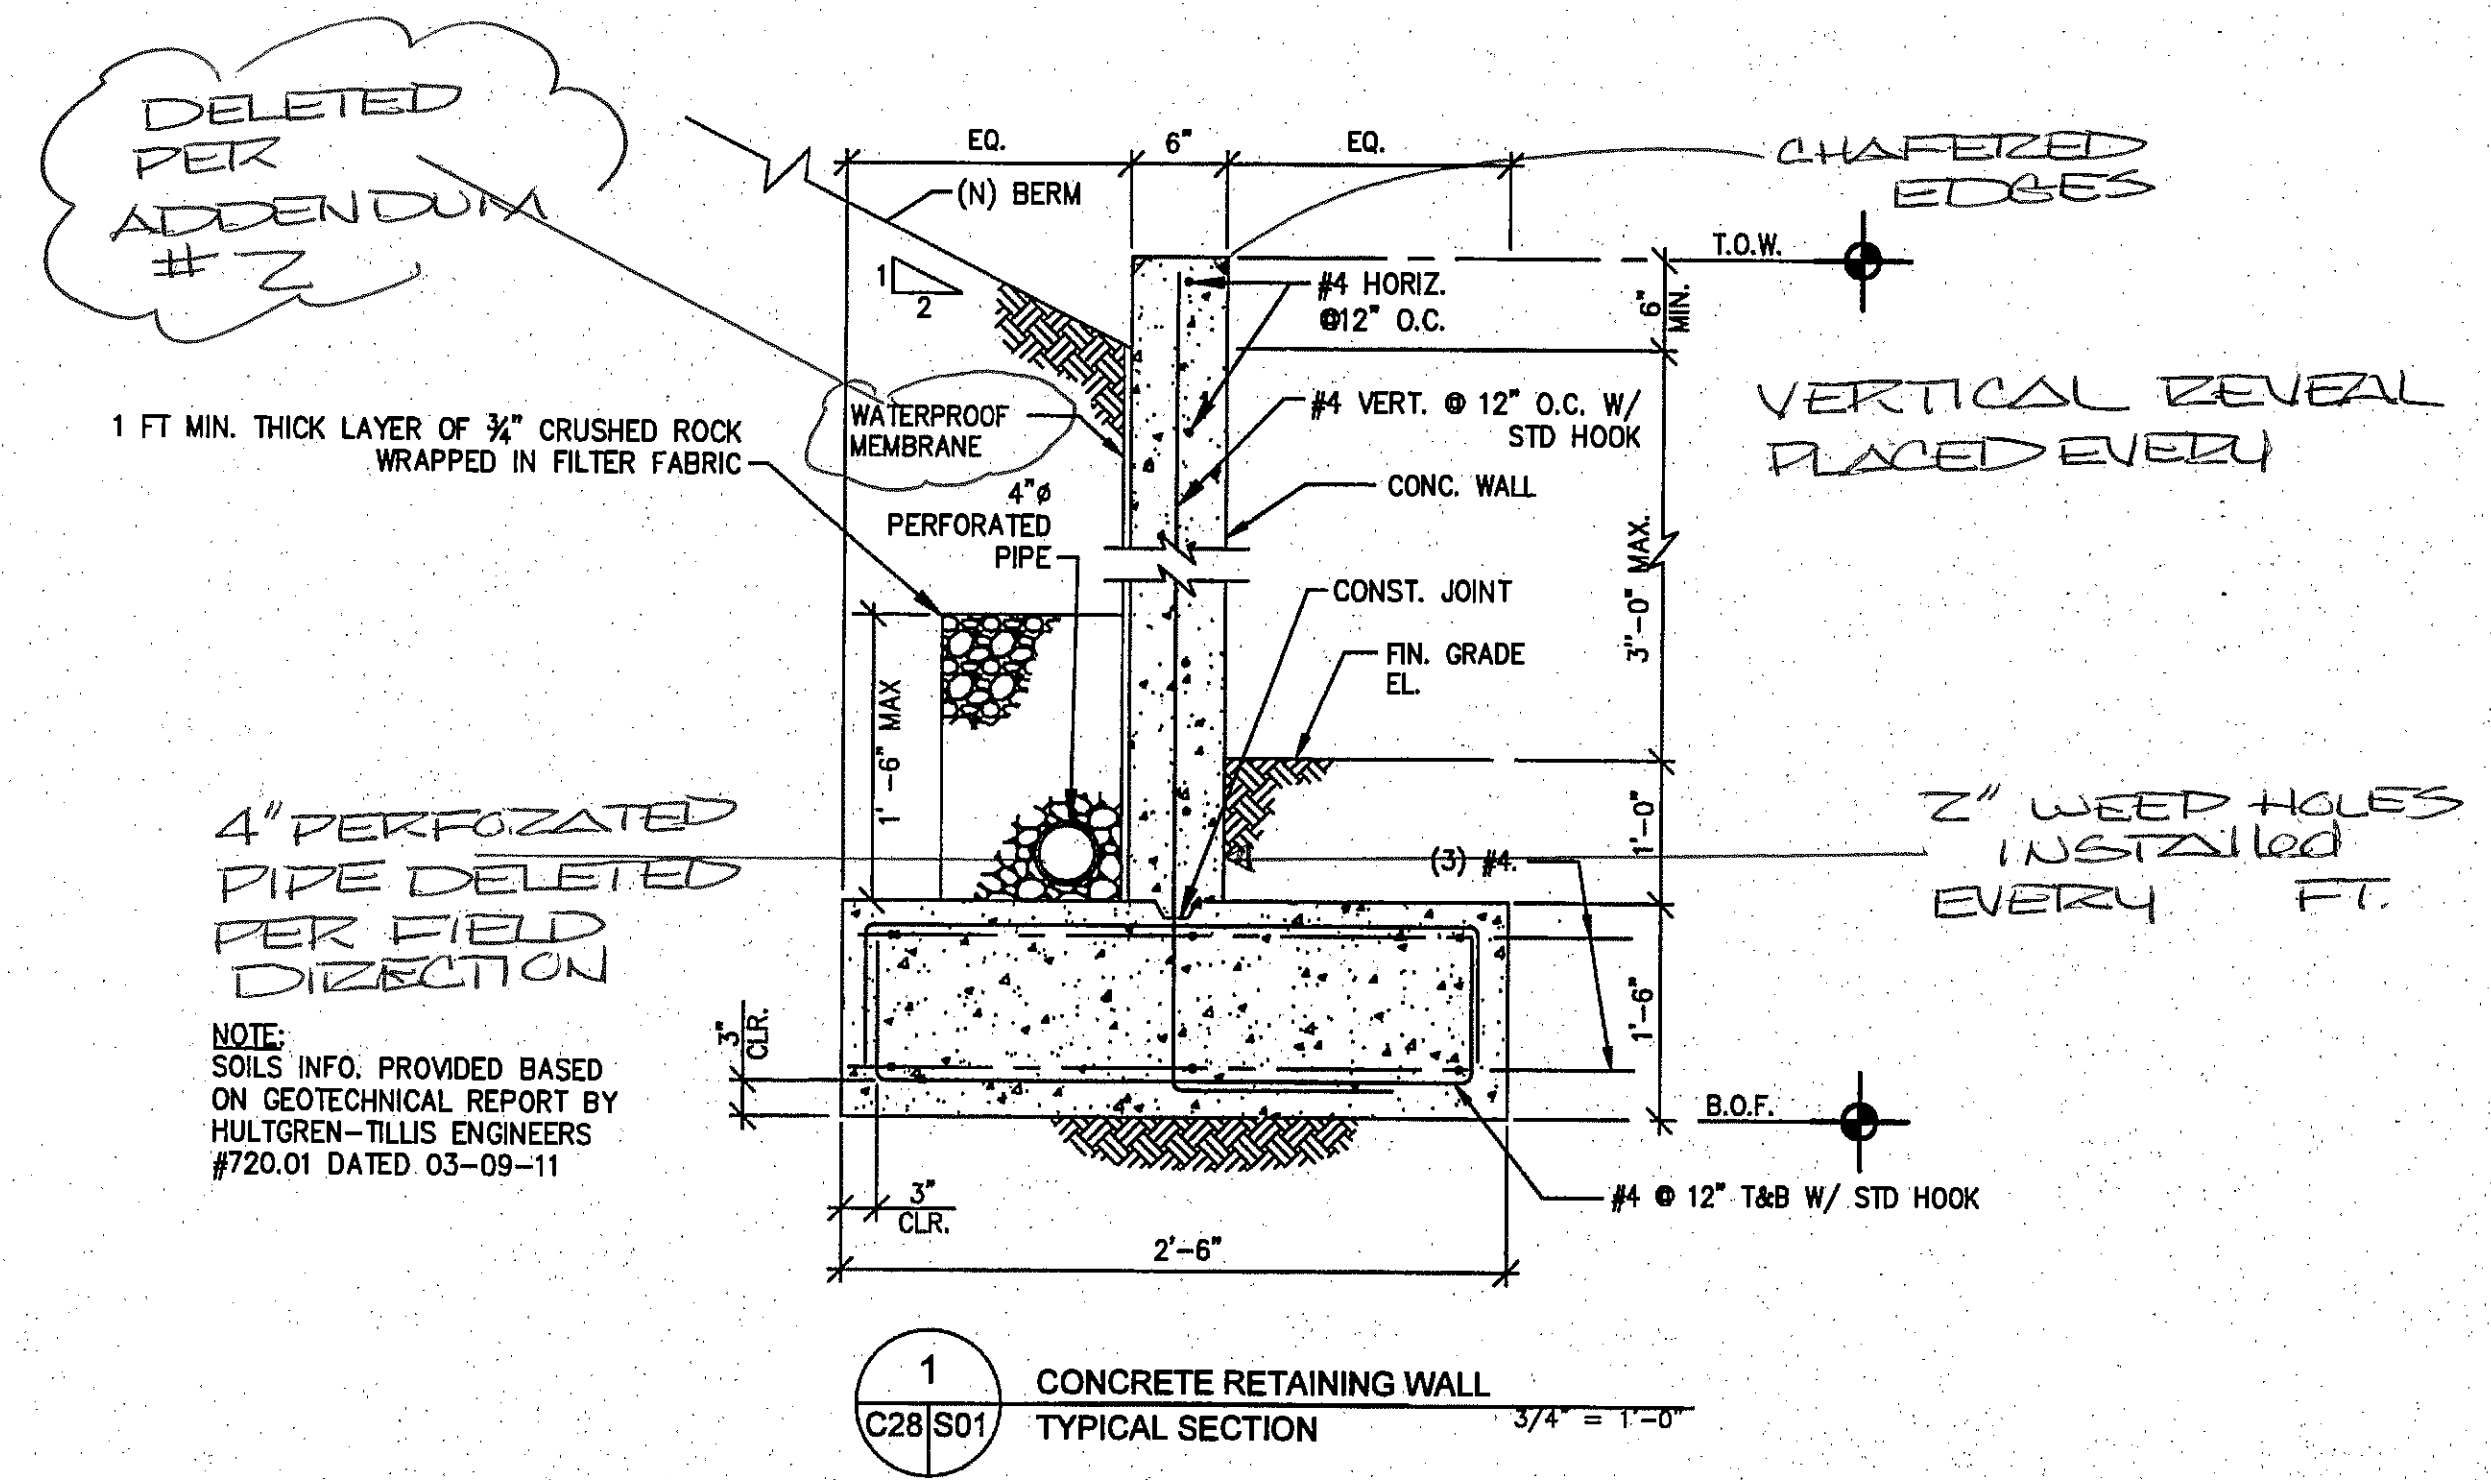 DELETED
PER
ADDENDUM
# 2
EQ.
6"
EQ.
CHAFERED
EDGES
(N) BERM
T.O.W.
1
2
#4 HORIZ.
@12" O.C.
6"
MIN.
WATERPROOF
MEMBRANE
#4 VERT. @ 12" O.C. W/
STD HOOK
VERTICAL REVEAL
PLACED EVERY
1 FT MIN. THICK LAYER OF ¾" CRUSHED ROCK
WRAPPED IN FILTER FABRIC
4"ø
PERFORATED
PIPE
CONC. WALL
3"-0" MAX.
CONST. JOINT
FIN. GRADE
EL.
1'-6" MAX
4" PERFORATED
PIPE DELETED
PER FIELD
DIRECTION
1'-0"
(3) #4.
2" WEEP HOLES
INSTAlled
EVERY FT.
1'-6"
3"
CLR.
NOTE:
SOILS INFO. PROVIDED BASED
ON GEOTECHNICAL REPORT BY
HULTGREN-TILLIS ENGINEERS
#720.01 DATED 03-09-11
B.O.F.
3"
CLR.
#4 @ 12" T&B W/ STD HOOK
2'-6"
1
C28 S01
CONCRETE RETAINING WALL
TYPICAL SECTION
3/4" = 1'-0"